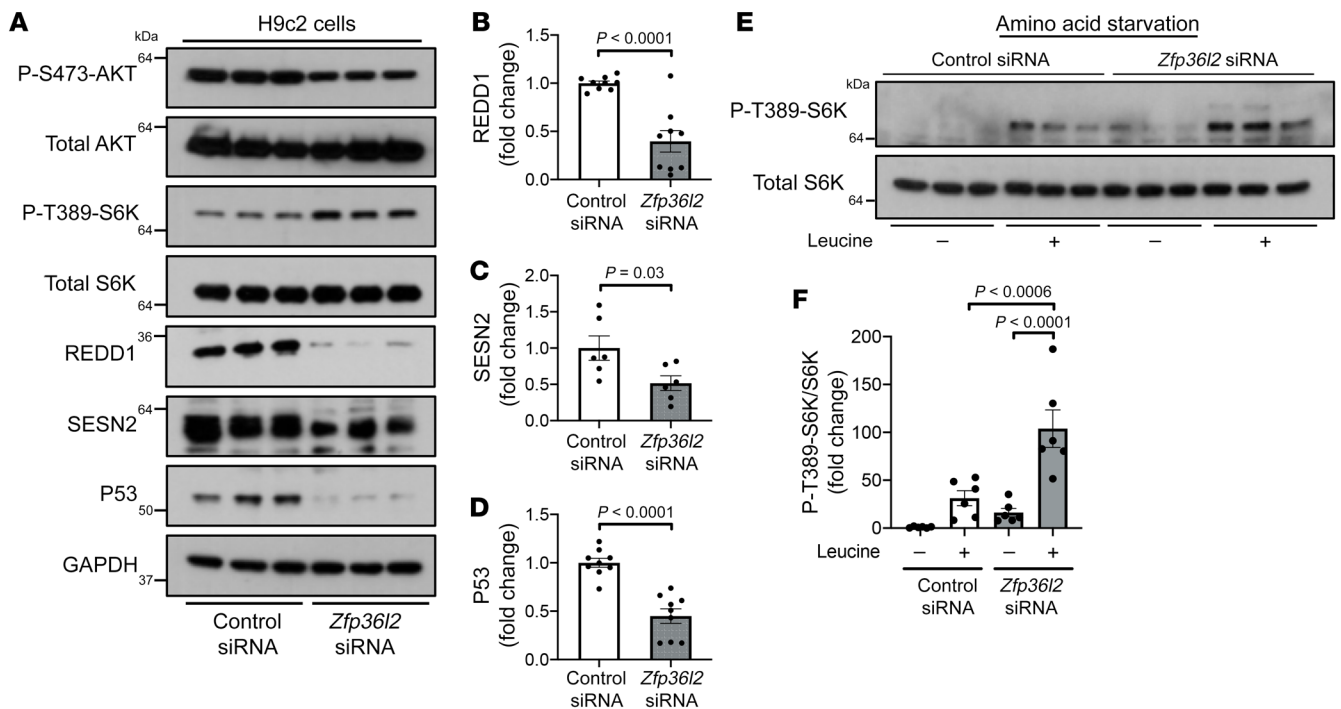 A
H9c2 cells
kDa
64
P-S473-AKT
64
Total AKT
P-T389-S6K
64
Total S6K
64
36
REDD1
64
SESN2
P53
50
GAPDH
37
Control
siRNA
Zfp36l2
siRNA
B
P < 0.0001
REDD1
(fold change)
1.5
1.0
0.5
0.0
Control
siRNA
Zfp36l2
siRNA
C
P = 0.03
SESN2
(fold change)
2.0
1.5
1.0
0.5
0.0
Control
siRNA
Zfp36l2
siRNA
D
P < 0.0001
P53
(fold change)
1.5
1.0
0.5
0.0
Control
siRNA
Zfp36l2
siRNA
E
Amino acid starvation
Control siRNA
Zfp36l2 siRNA
kDa
P-T389-S6K
64
Total S6K
64
Leucine – + – +
F
P < 0.0006
P < 0.0001
P-T389-S6K/S6K
(fold change)
200
150
100
50
0
Leucine – + – +
Control
siRNA
Zfp36l2
siRNA